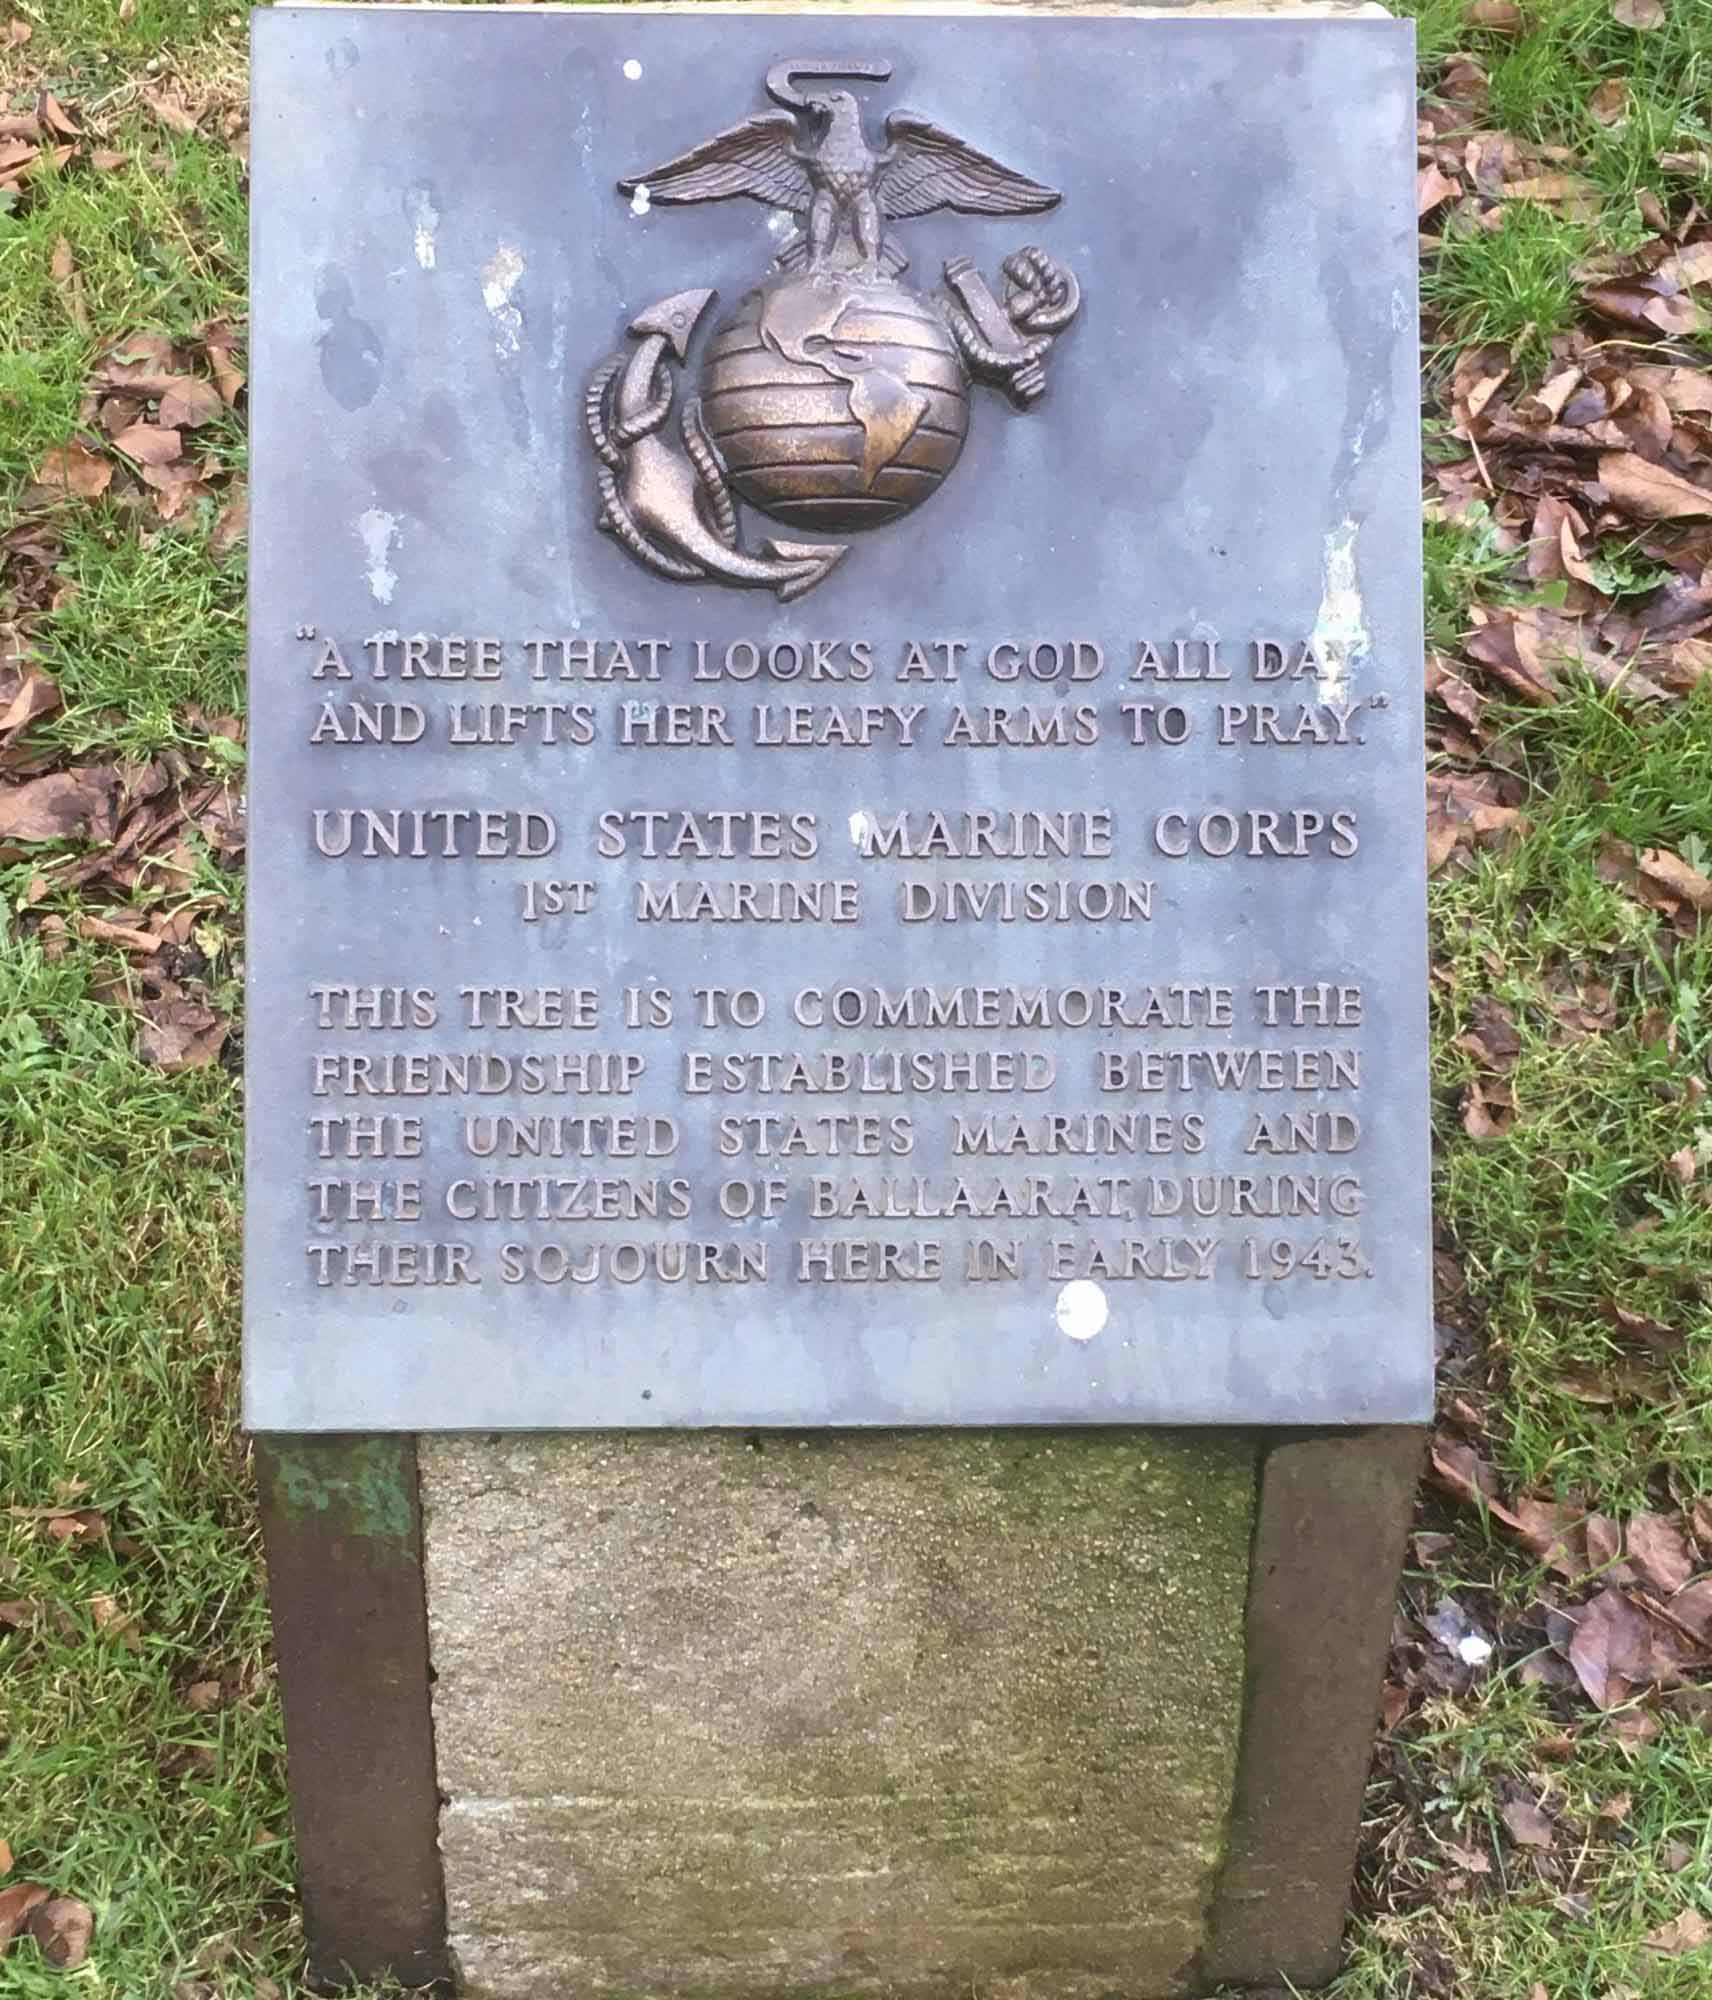 "A TREE THAT LOOKS AT GOD ALL DAY
AND LIFTS HER LEAFY ARMS TO PRAY."
UNITED STATES MARINE CORPS
1ST MARINE DIVISION
THIS TREE IS TO COMMEMORATE THE
FRIENDSHIP ESTABLISHED BETWEEN
THE UNITED STATES MARINES AND
THE CITIZENS OF BALLAARAT, DURING
THEIR SOJOURN HERE IN EARLY 1943.